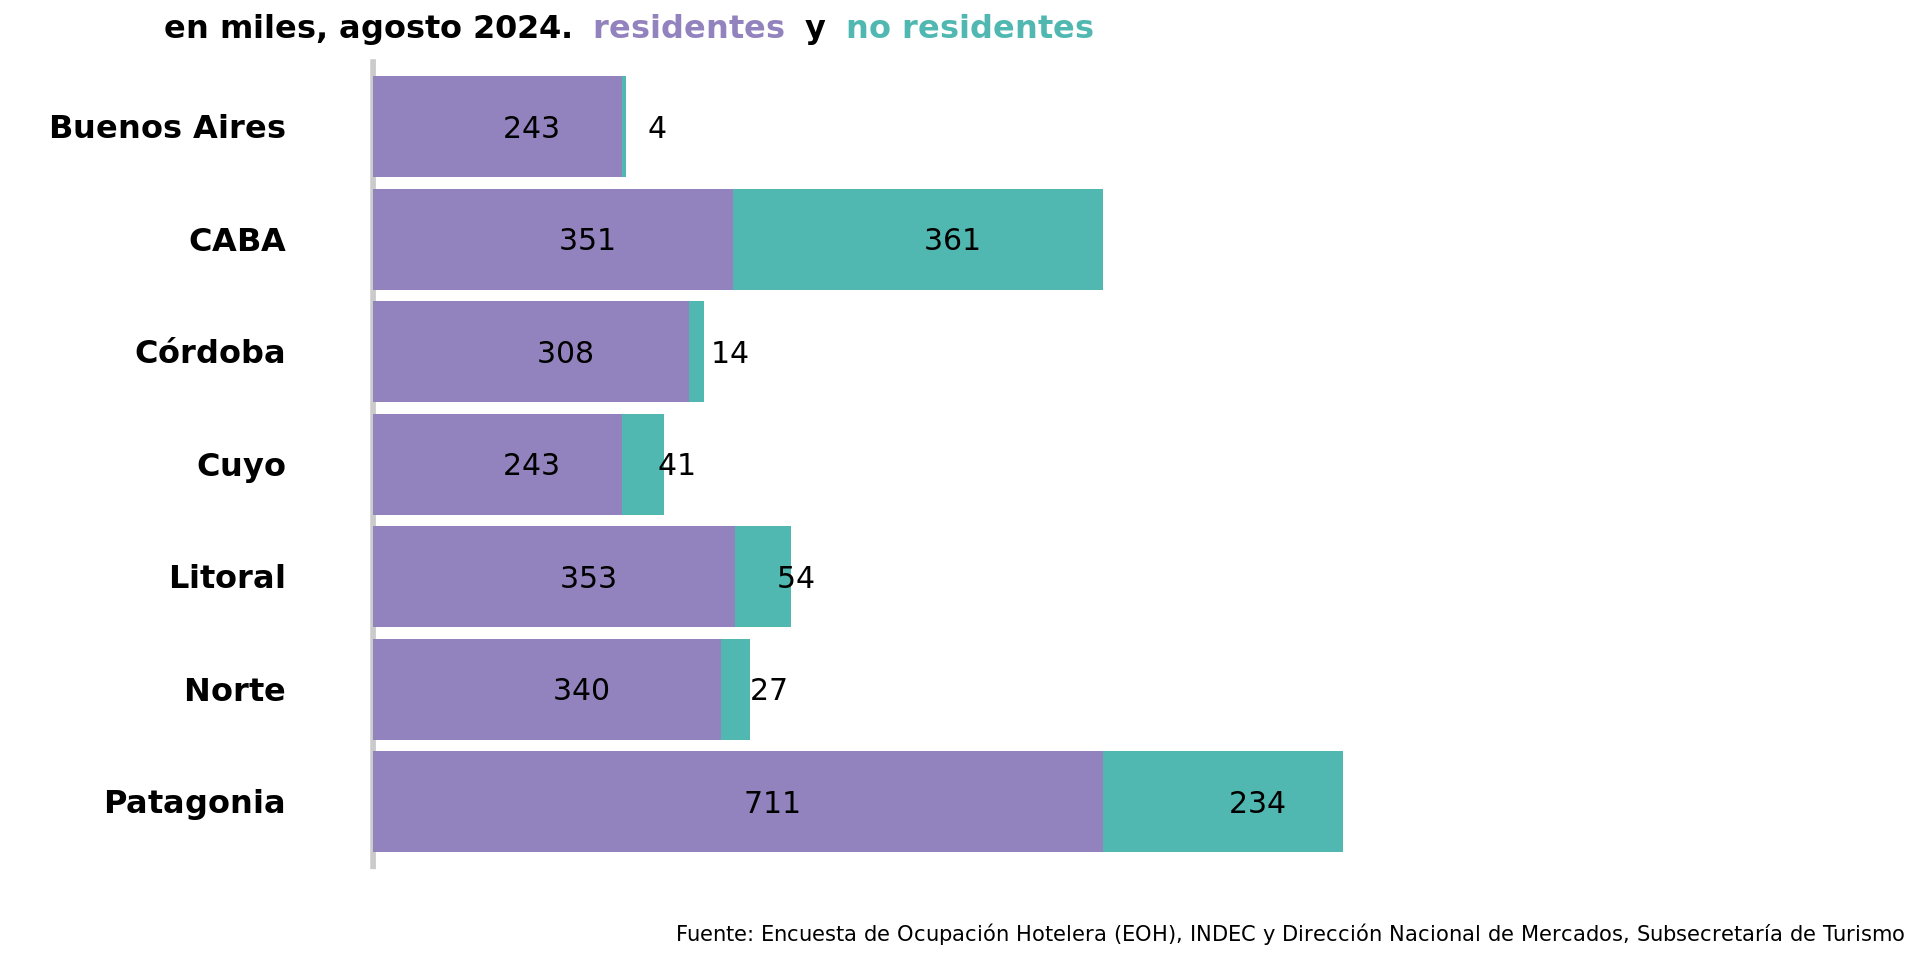 en miles, agosto 2024. residentes y no residentes
Buenos Aires 243 4
CABA 351 361
Córdoba 308 14
Cuyo 243 41
Litoral 353 54
Norte 340 27
Patagonia 711 234
Fuente: Encuesta de Ocupación Hotelera (EOH), INDEC y Dirección Nacional de Mercados, Subsecretaría de Turismo